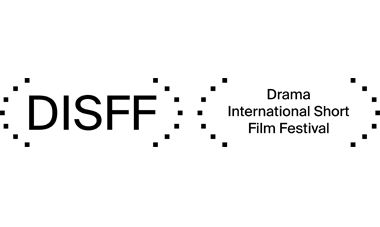 DISFF
Drama
International Short
Film Festival